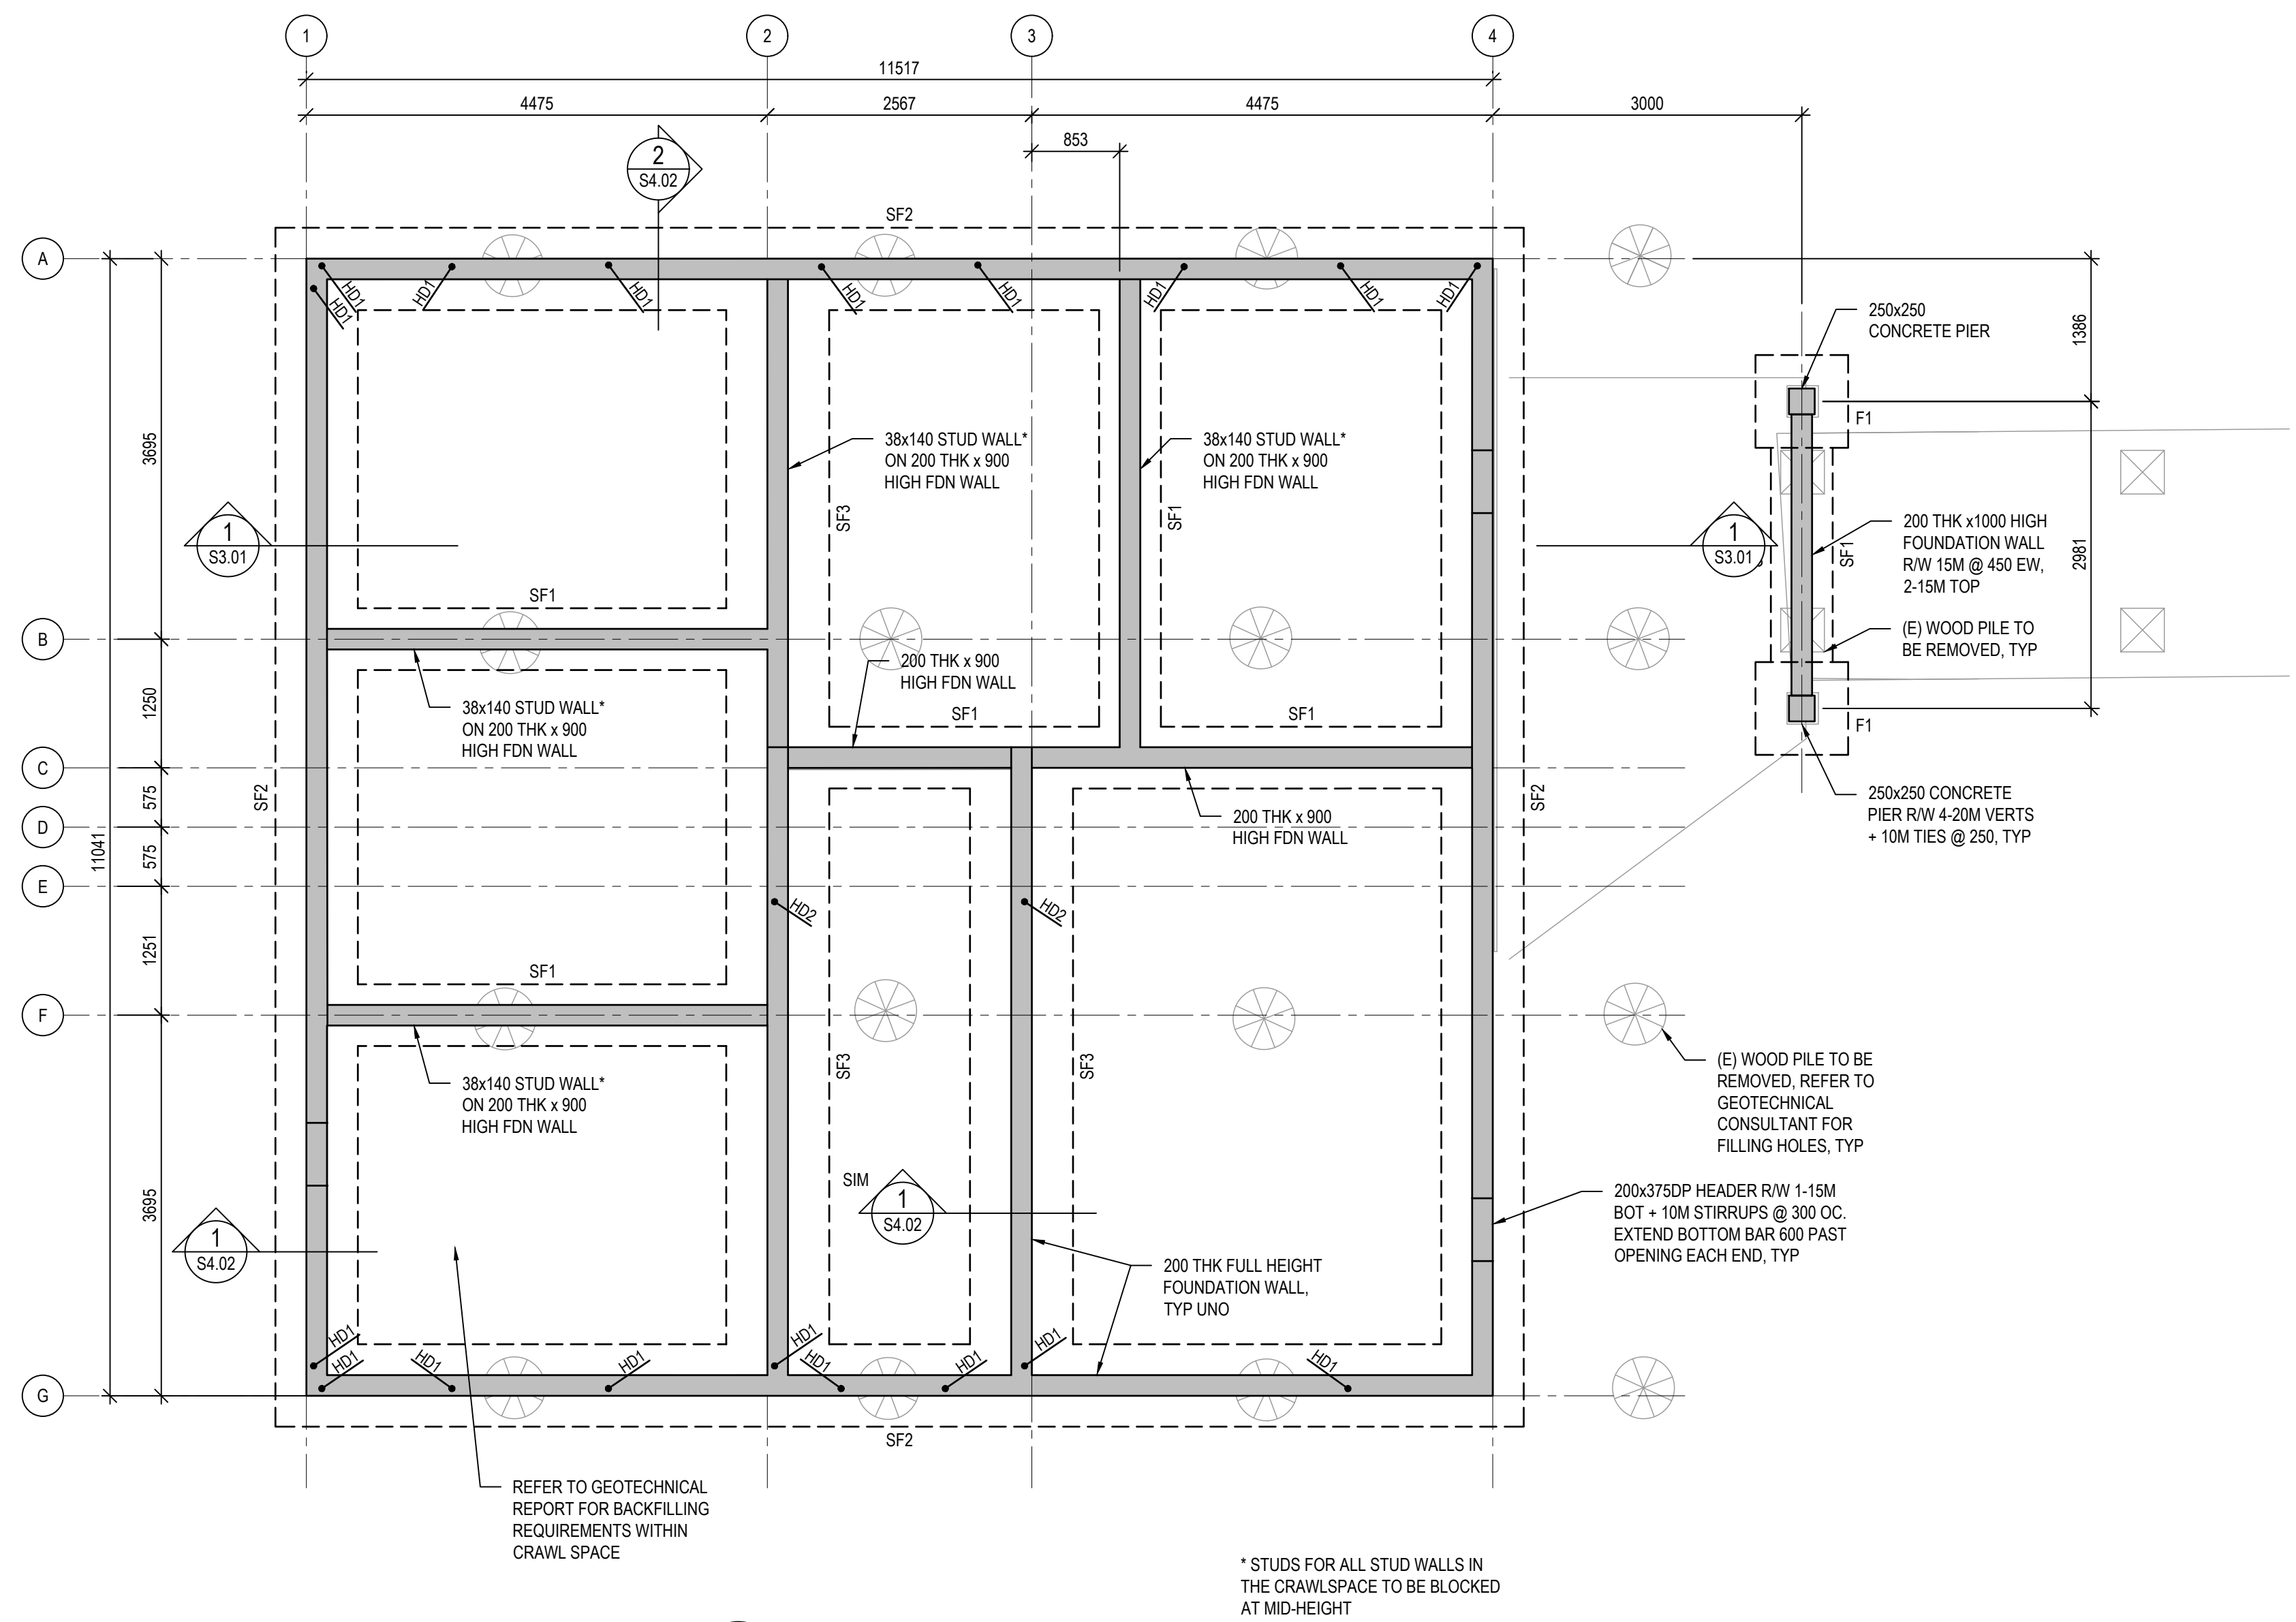 1
2
3
4
11517
4475
2567
4475
3000
853
2
S4.02
SF2
A
HD1
HD1
HD1
HD1
HD1
HD1
HD1
HD1
HD1
250x250
CONCRETE PIER
1386
F1
3695
38x140 STUD WALL*
ON 200 THK x 900
HIGH FDN WALL
38x140 STUD WALL*
ON 200 THK x 900
HIGH FDN WALL
SF3
SF1
1
S3.01
1
S3.01
SF1
200 THK x1000 HIGH
FOUNDATION WALL
R/W 15M @ 450 EW,
2-15M TOP
2981
SF1
B
(E) WOOD PILE TO
BE REMOVED, TYP
200 THK x 900
HIGH FDN WALL
1250
38x140 STUD WALL*
ON 200 THK x 900
HIGH FDN WALL
SF1
SF1
F1
C
575
SF2
SF2
250x250 CONCRETE
PIER R/W 4-20M VERTS
+ 10M TIES @ 250, TYP
200 THK x 900
HIGH FDN WALL
D
11041
575
E
HD2
HD2
1251
SF1
F
38x140 STUD WALL*
ON 200 THK x 900
HIGH FDN WALL
SF3
SF3
(E) WOOD PILE TO BE
REMOVED, REFER TO
GEOTECHNICAL
CONSULTANT FOR
FILLING HOLES, TYP
3695
SIM
1
S4.02
1
S4.02
200x375DP HEADER R/W 1-15M
BOT + 10M STIRRUPS @ 300 OC.
EXTEND BOTTOM BAR 600 PAST
OPENING EACH END, TYP
200 THK FULL HEIGHT
FOUNDATION WALL,
TYP UNO
HD1
HD1
HD1
HD1
HD1
HD1
HD1
HD1
HD1
G
SF2
REFER TO GEOTECHNICAL
REPORT FOR BACKFILLING
REQUIREMENTS WITHIN
CRAWL SPACE
* STUDS FOR ALL STUD WALLS IN
THE CRAWLSPACE TO BE BLOCKED
AT MID-HEIGHT